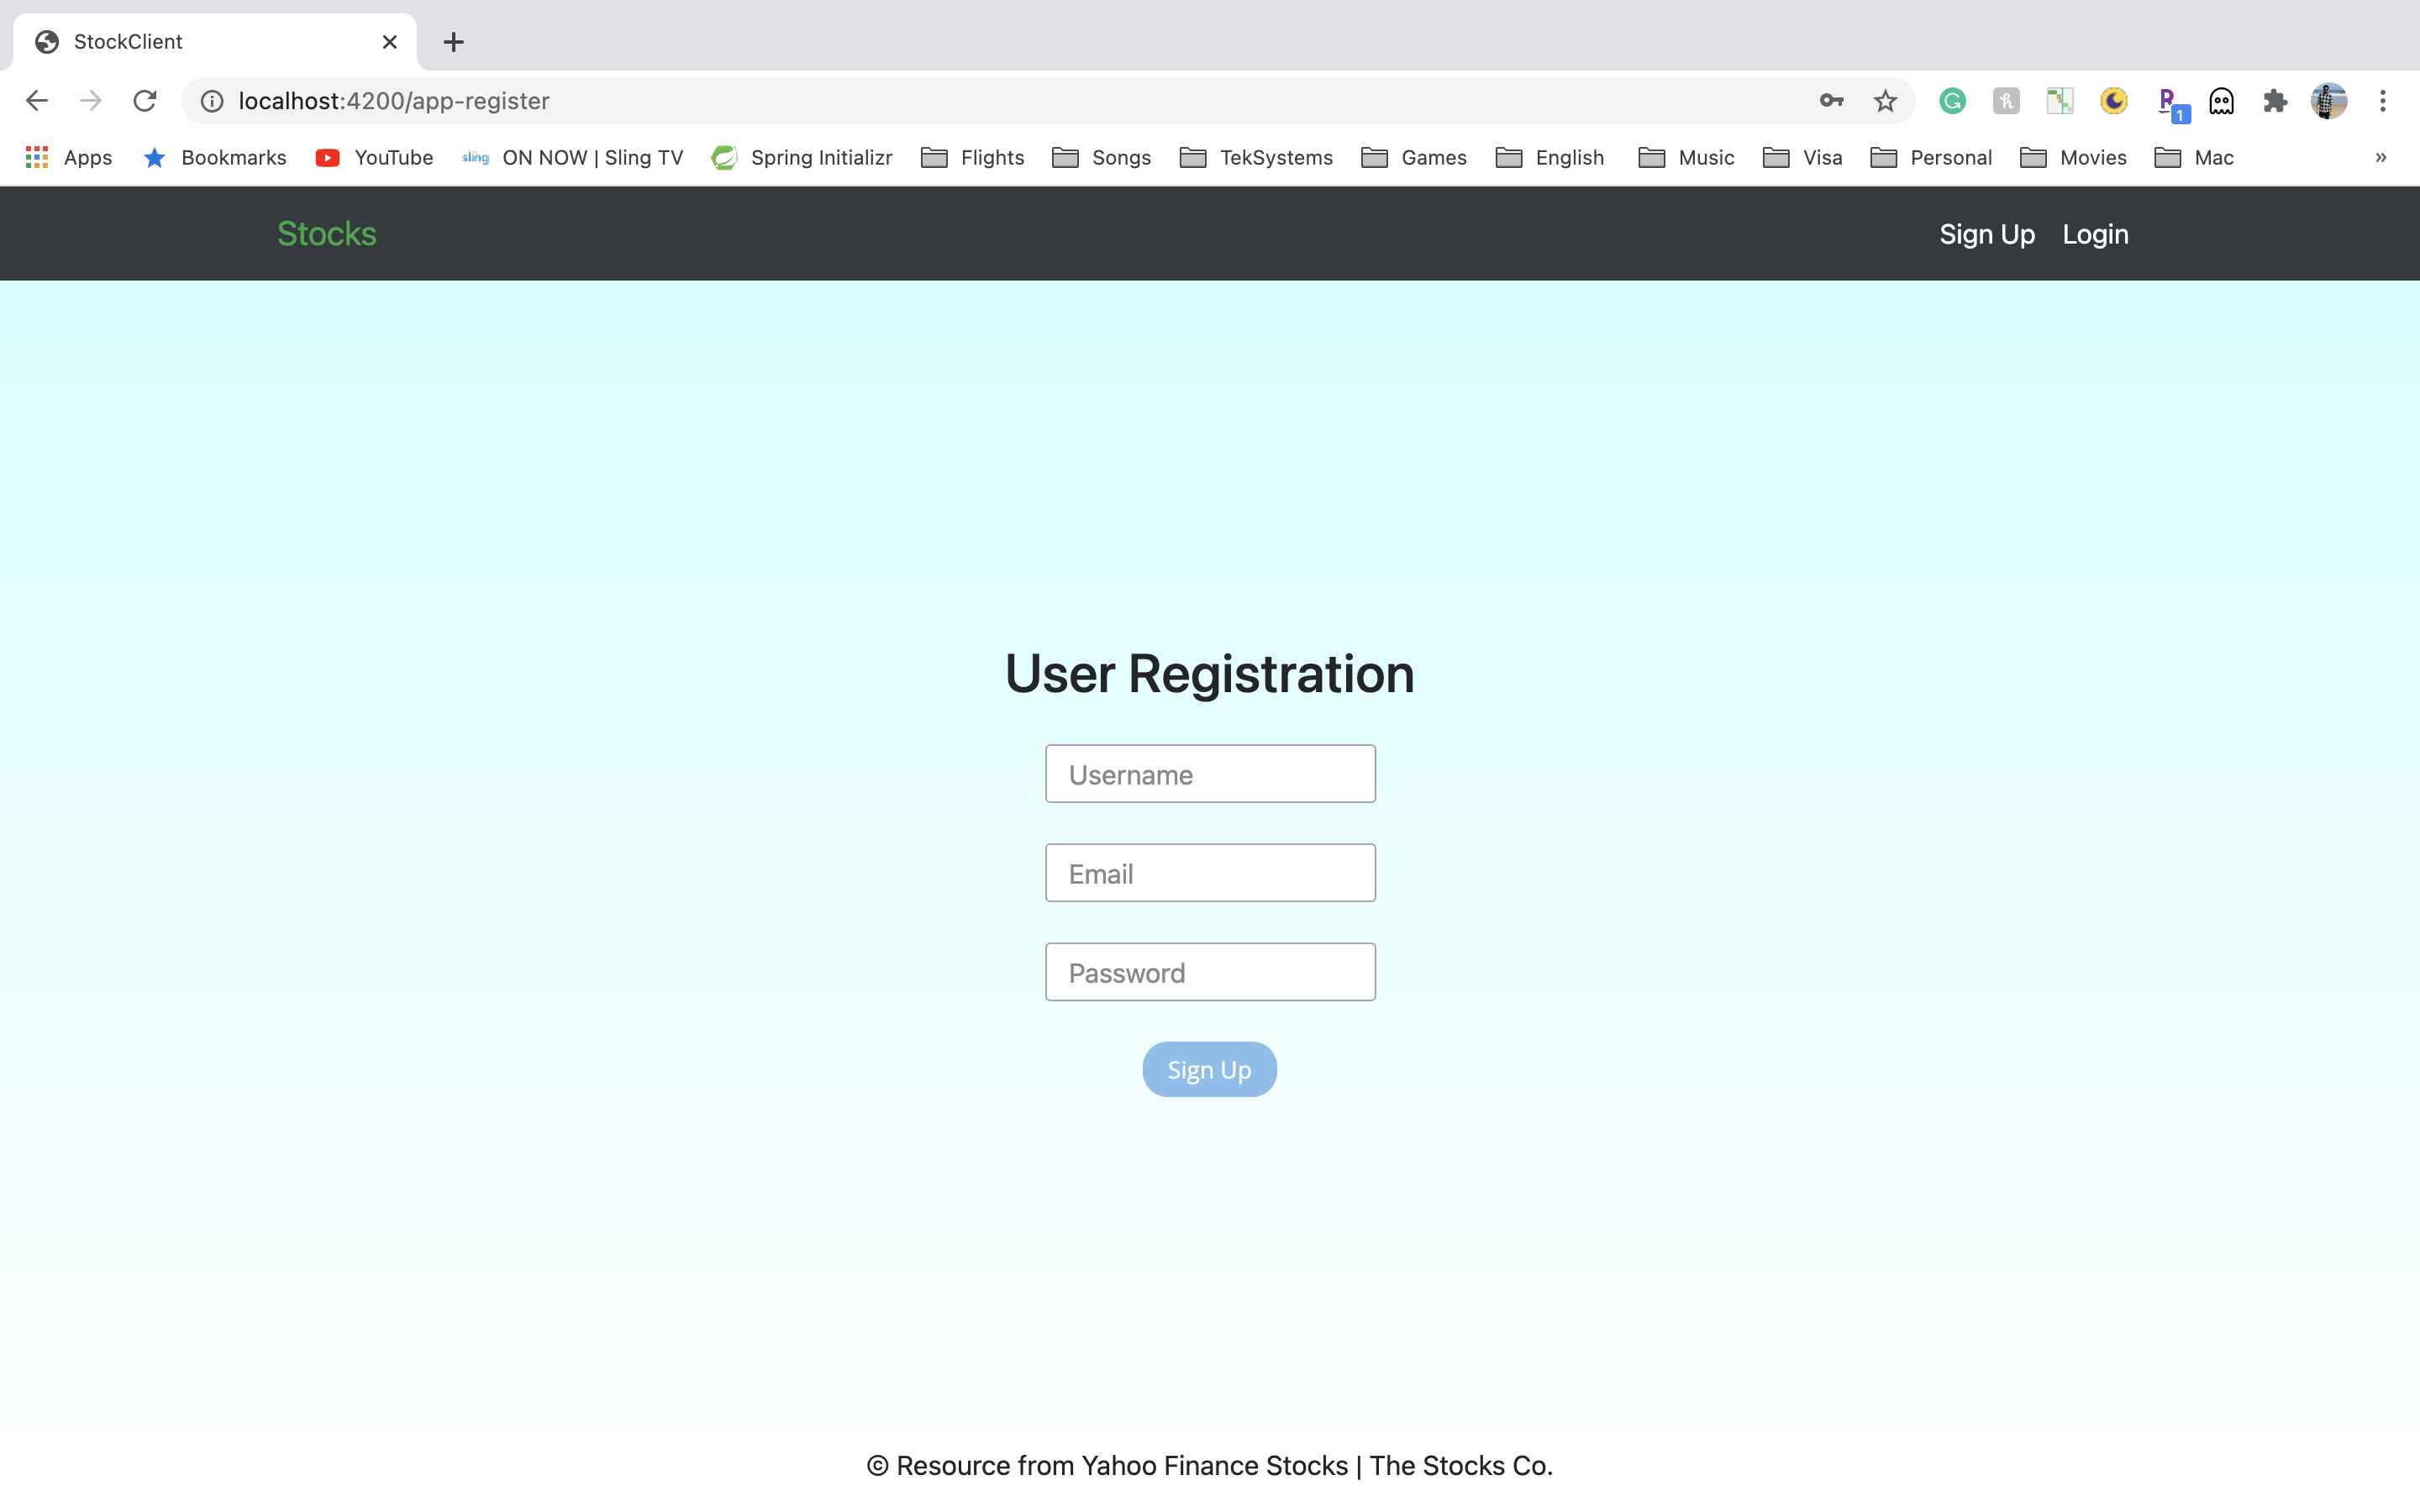 StockClient
localhost:4200/app-register
1
Apps Bookmarks YouTube sling ON NOW | Sling TV Spring Initializr Flights Songs TekSystems Games English Music Visa Personal Movies Mac »
Stocks Sign Up Login
User Registration
Username
Email
Password
Sign Up
© Resource from Yahoo Finance Stocks | The Stocks Co.